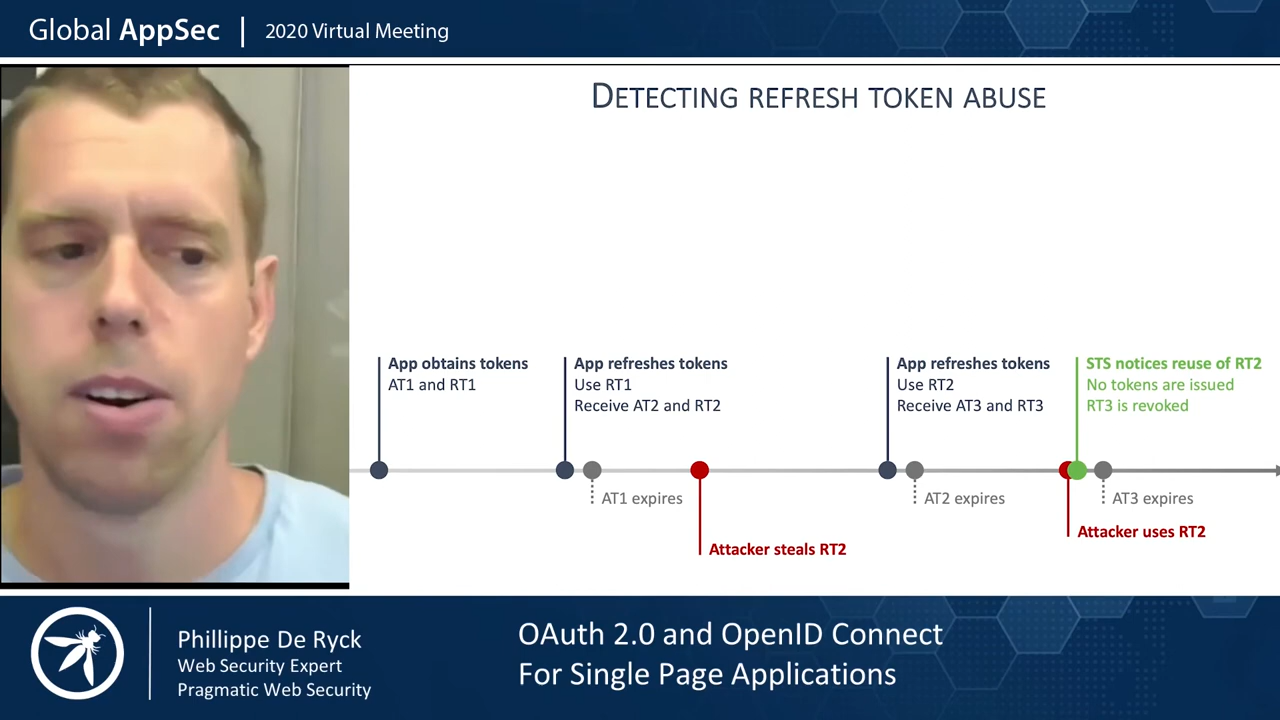 Global AppSec | 2020 Virtual Meeting
DETECTING REFRESH TOKEN ABUSE
App obtains tokens
AT1 and RT1
App refreshes tokens
Use RT1
Receive AT2 and RT2
App refreshes tokens
Use RT2
Receive AT3 and RT3
STS notices reuse of RT2
No tokens are issued
RT3 is revoked
AT1 expires
AT2 expires
AT3 expires
Attacker steals RT2
Attacker uses RT2
Phillippe De Ryck
Web Security Expert
Pragmatic Web Security
OAuth 2.0 and OpenID Connect
For Single Page Applications